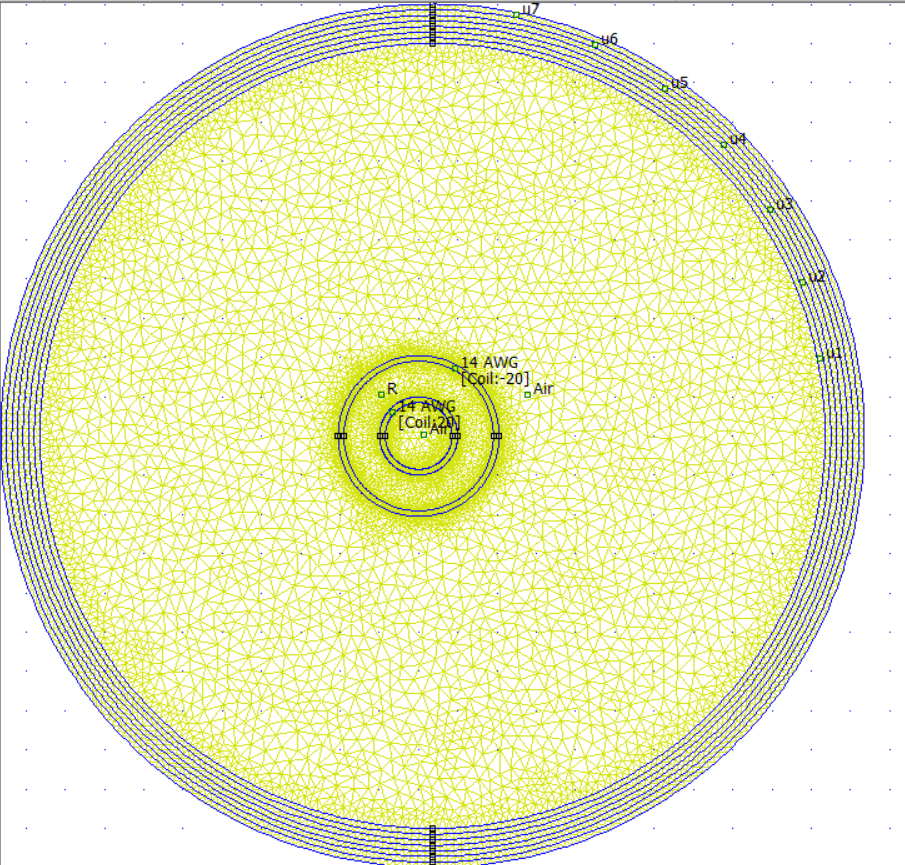 u7
u6
u5
u4
u3
u2
u1
14 AWG
[Coil:-20]
R
Air
14 AWG
[Coil:20]
Air